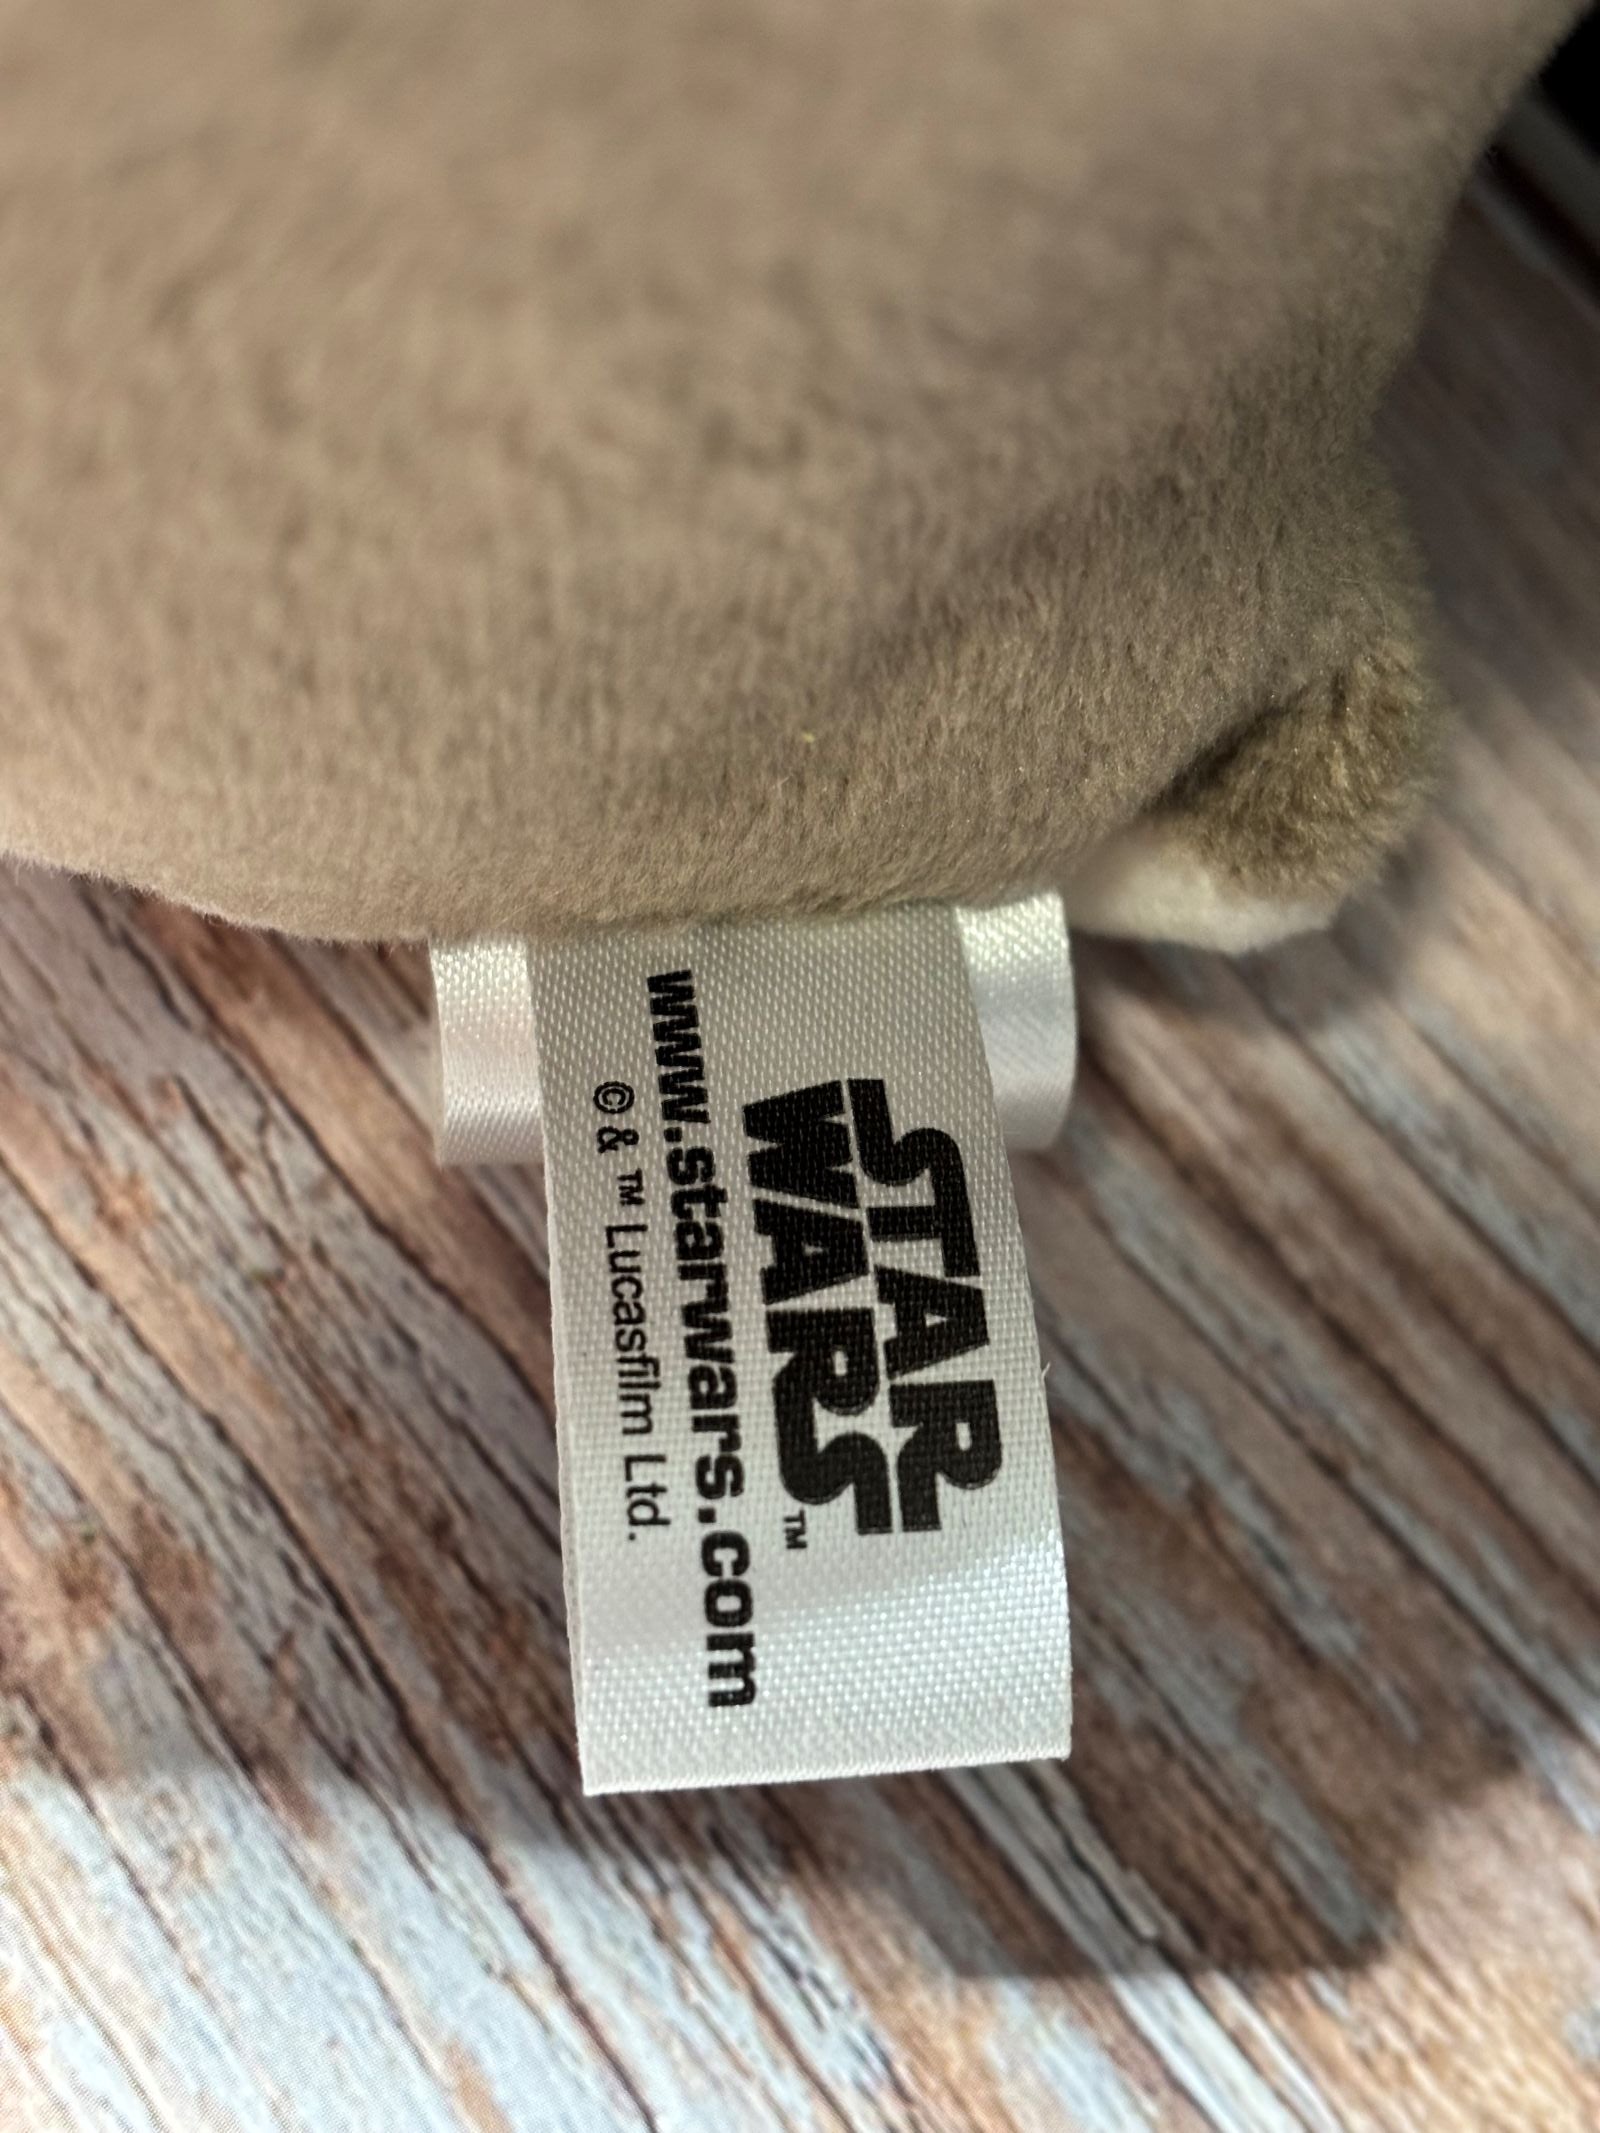 STAR
WARS™
www.starwars.com
© & ™ Lucasfilm Ltd.